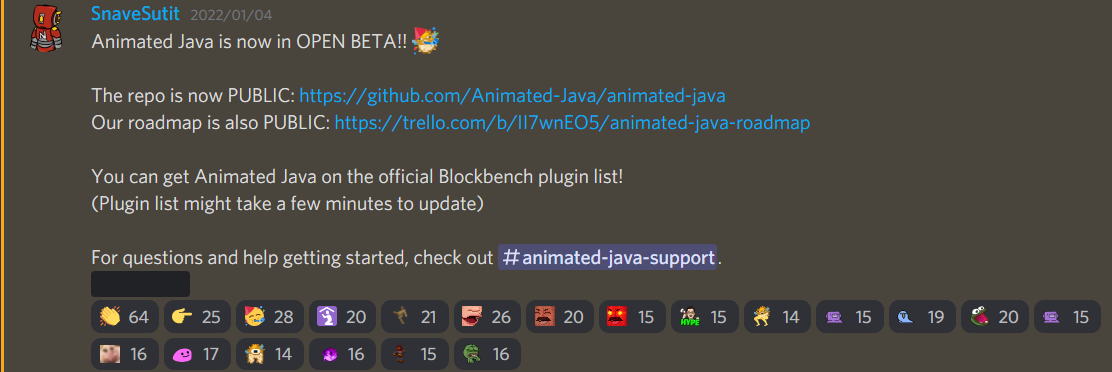 SnaveSutit 2022/01/04
Animated Java is now in OPEN BETA!!
The repo is now PUBLIC: https://github.com/Animated-Java/animated-java
Our roadmap is also PUBLIC: https://trello.com/b/II7wnEO5/animated-java-roadmap
You can get Animated Java on the official Blockbench plugin list!
(Plugin list might take a few minutes to update)
For questions and help getting started, check out #animated-java-support.
64 25 28 20 21 26 20 15 HYPE 15 14 15 19 20 15
16 17 14 16 15 16